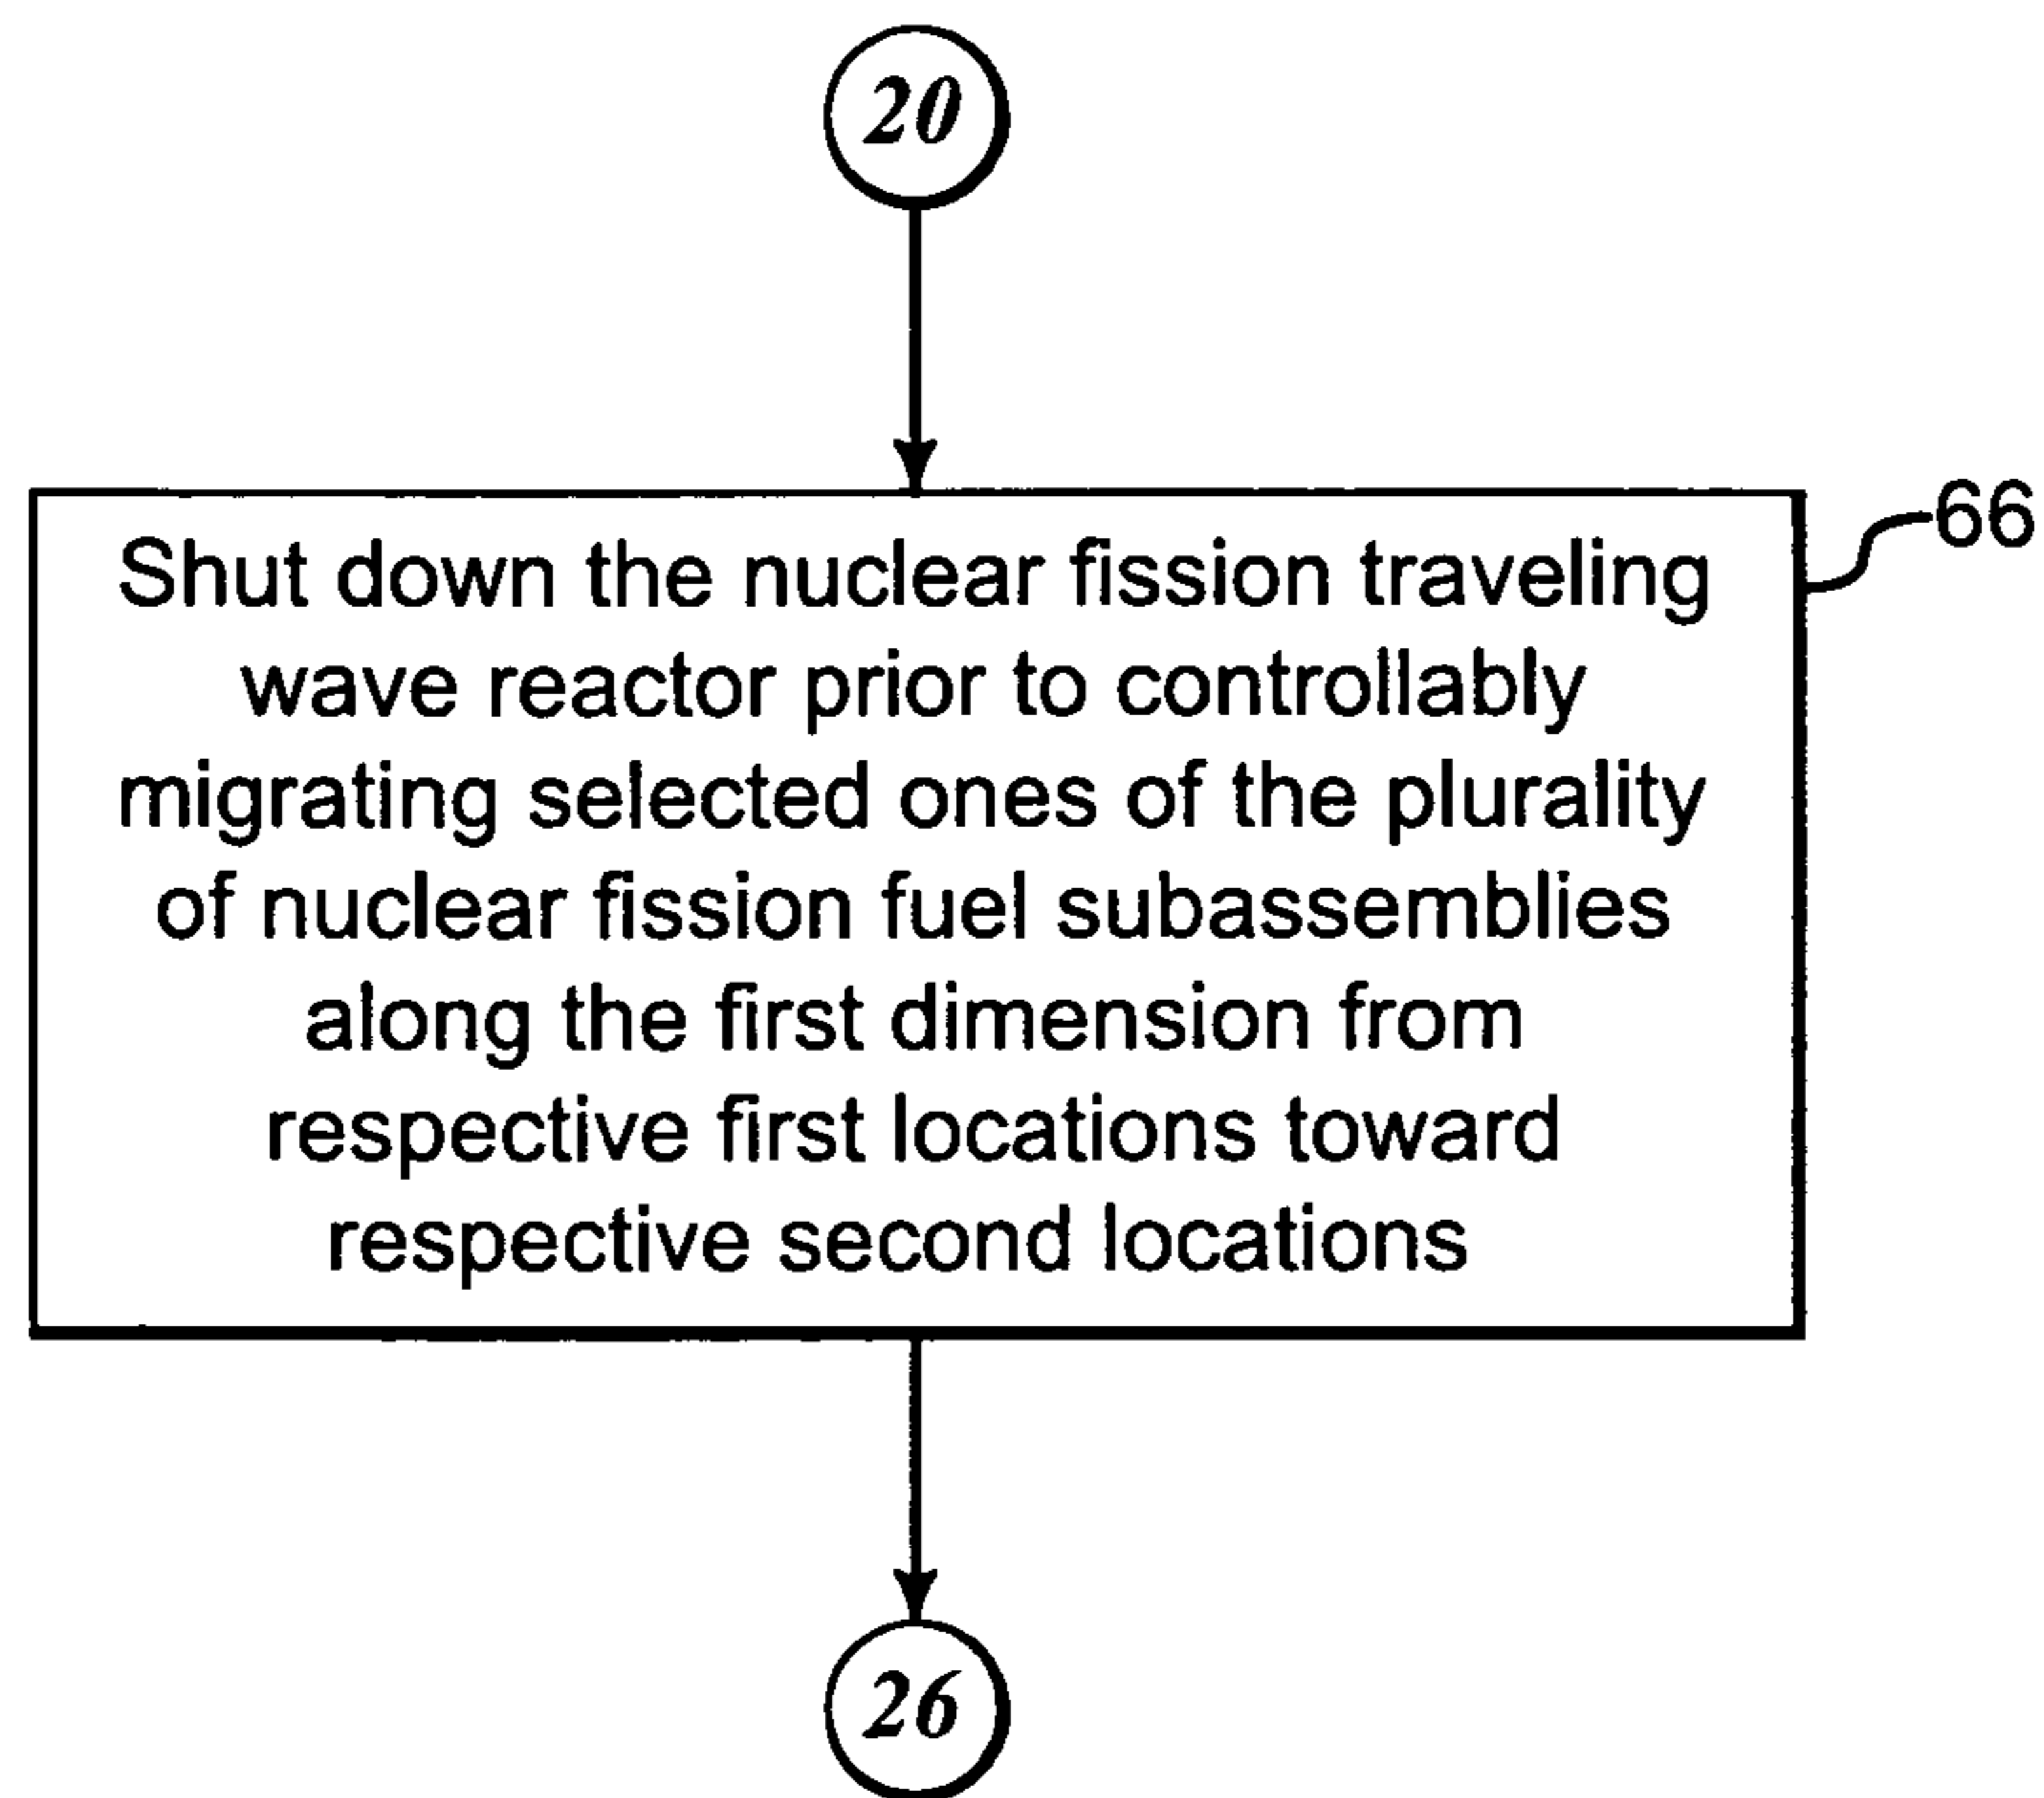 20
66
Shut down the nuclear fission traveling
wave reactor prior to controllably
migrating selected ones of the plurality
of nuclear fission fuel subassemblies
along the first dimension from
respective first locations toward
respective second locations
26